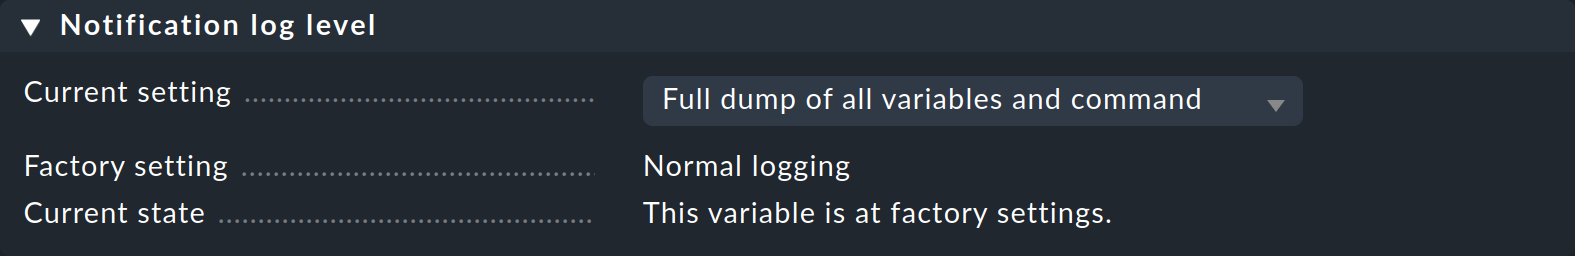 Notification log level
Current setting
Full dump of all variables and command
Factory setting
Normal logging
Current state
This variable is at factory settings.